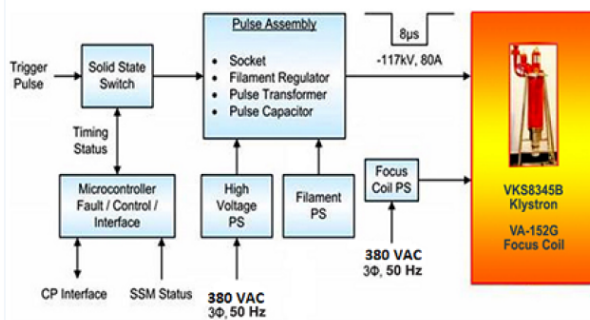 Trigger Pulse
Solid State
Switch
Timing
Status
Microcontroller
Fault / Control /
Interface
CP Interface
SSM Status
Pulse Assembly
• Socket
• Filament Regulator
• Pulse Transformer
• Pulse Capacitor
High
Voltage
PS
Filament
PS
380 VAC
3Φ, 50 Hz
8µs
-117kV, 80A
Focus
Coil PS
380 VAC
3Φ, 50 Hz
VKS8345B
Klystron
VA-152G
Focus Coil